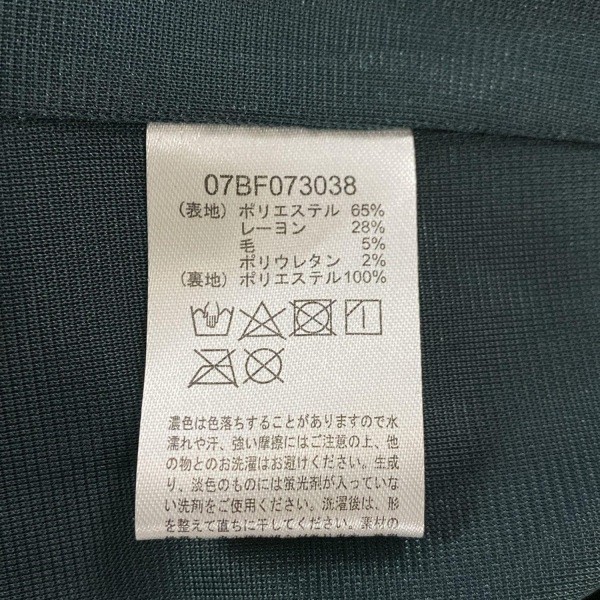 07BF073038
(表地) ポリエステル 65%
レーヨン 28%
毛 5%
ポリウレタン 2%
(裏地) ポリエステル100%
濃色は色落ちすることがありますので水
濡れや汗、強い摩擦にはご注意の上、他
の物とのお洗濯はお避けください。生成
り、淡色のものには蛍光剤が入っていな
い洗剤をご使用ください。洗濯後は、形
を整えて直ちに干してください。素材の